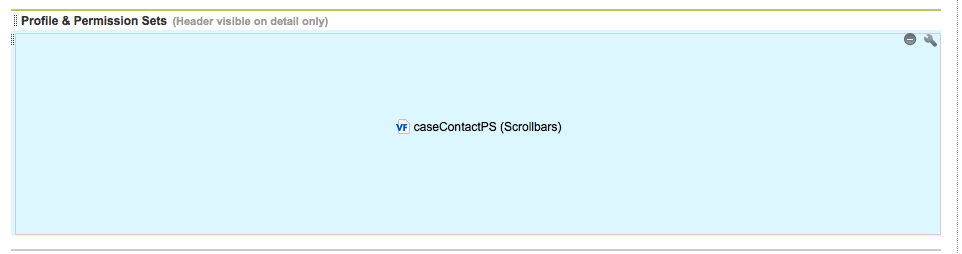 Profile & Permission Sets (Header visible on detail only)
VF caseContactPS (Scrollbars)